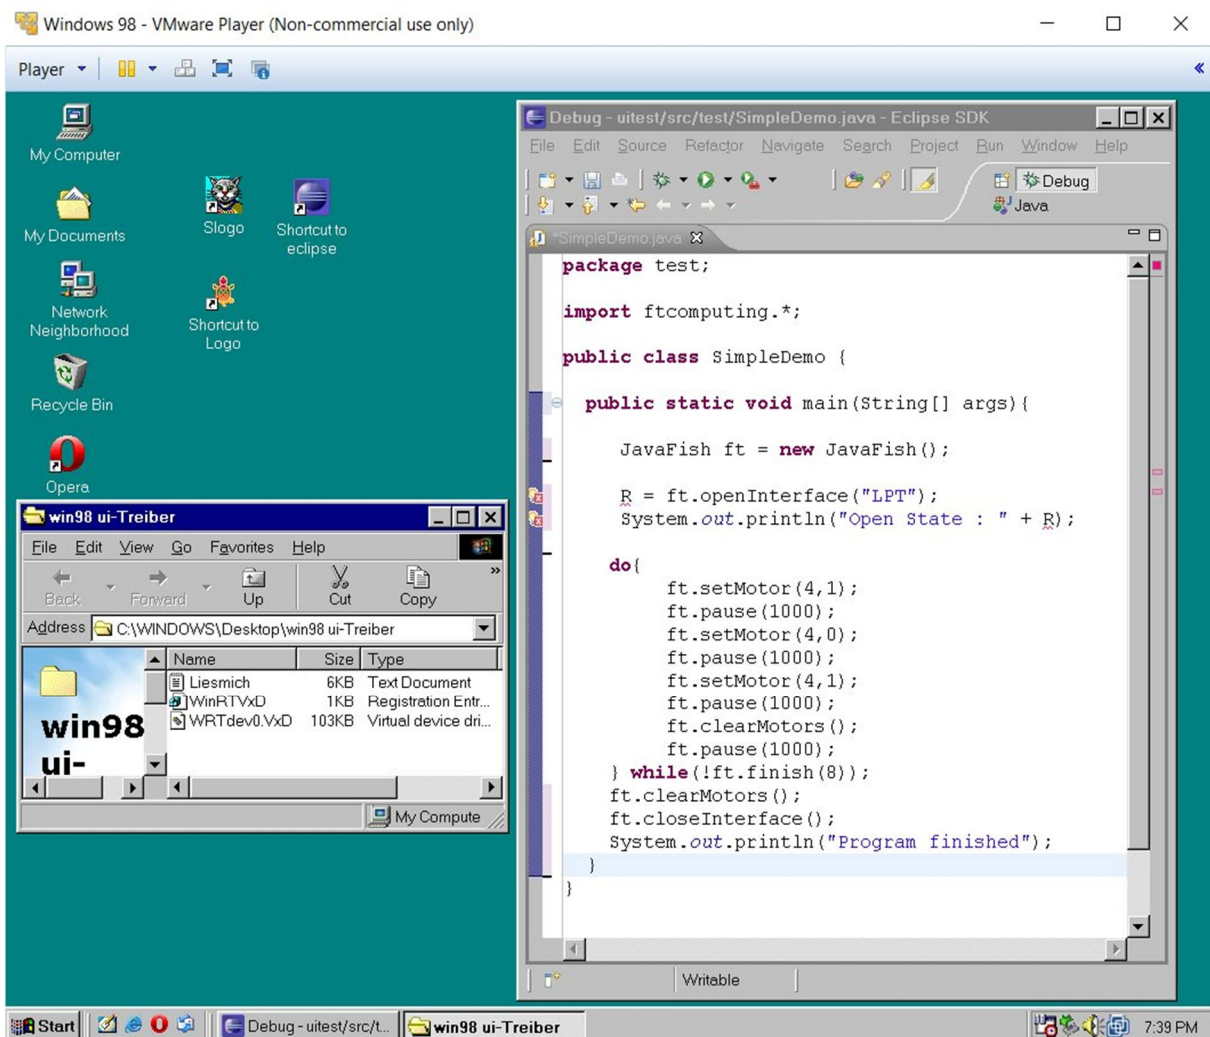 Windows 98 - VMware Player (Non-commercial use only)
Player
My Computer
My Documents
Network
Neighborhood
Recycle Bin
Opera
Slogo
Shortcut to
eclipse
Shortcut to
Logo
win98 ui-Treiber
File Edit View Go Favorites Help
Back Forward Up Cut Copy
Address C:\WINDOWS\Desktop\win98 ui-Treiber
Name Size Type
Liesmich 6KB Text Document
WinRTVxD 1KB Registration Entr...
WRTdev0.VxD 103KB Virtual device dri...
win98
ui-
My Compute
Debug - uitest/src/test/SimpleDemo.java - Eclipse SDK
File Edit Source Refactor Navigate Search Project Run Window Help
Debug
Java
*SimpleDemo.java
package test;
import ftcomputing.*;
public class SimpleDemo {
public static void main(String[] args){
JavaFish ft = new JavaFish();
R = ft.openInterface("LPT");
System.out.println("Open State : " + R);
do{
ft.setMotor(4,1);
ft.pause(1000);
ft.setMotor(4,0);
ft.pause(1000);
ft.setMotor(4,1);
ft.pause(1000);
ft.clearMotors();
ft.pause(1000);
} while(!ft.finish(8));
ft.clearMotors();
ft.closeInterface();
System.out.println("Program finished");
}
}
Writable
Start Debug - uitest/src/t... win98 ui-Treiber 7:39 PM